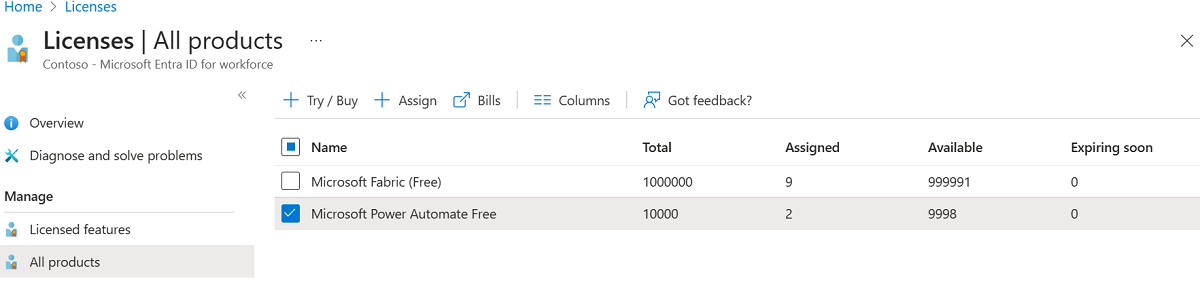 Home > Licenses
Licenses | All products ...
Contoso - Microsoft Entra ID for workforce
Overview
Diagnose and solve problems
Manage
Licensed features
All products
Try / Buy Assign Bills Columns Got feedback?
Name Total Assigned Available Expiring soon
Microsoft Fabric (Free) 1000000 9 999991 0
Microsoft Power Automate Free 10000 2 9998 0